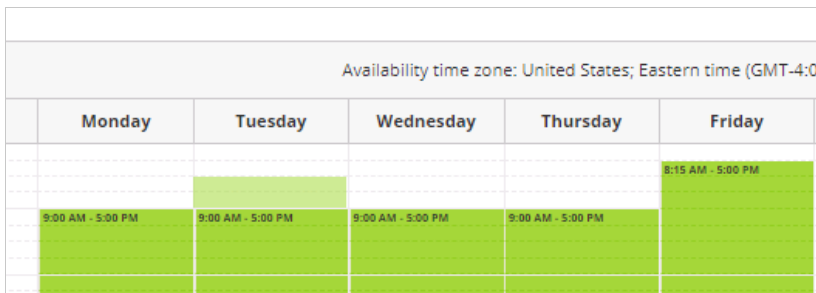 Availability time zone: United States; Eastern time (GMT-4:0
Monday Tuesday Wednesday Thursday Friday
8:15 AM - 5:00 PM
9:00 AM - 5:00 PM 9:00 AM - 5:00 PM 9:00 AM - 5:00 PM 9:00 AM - 5:00 PM